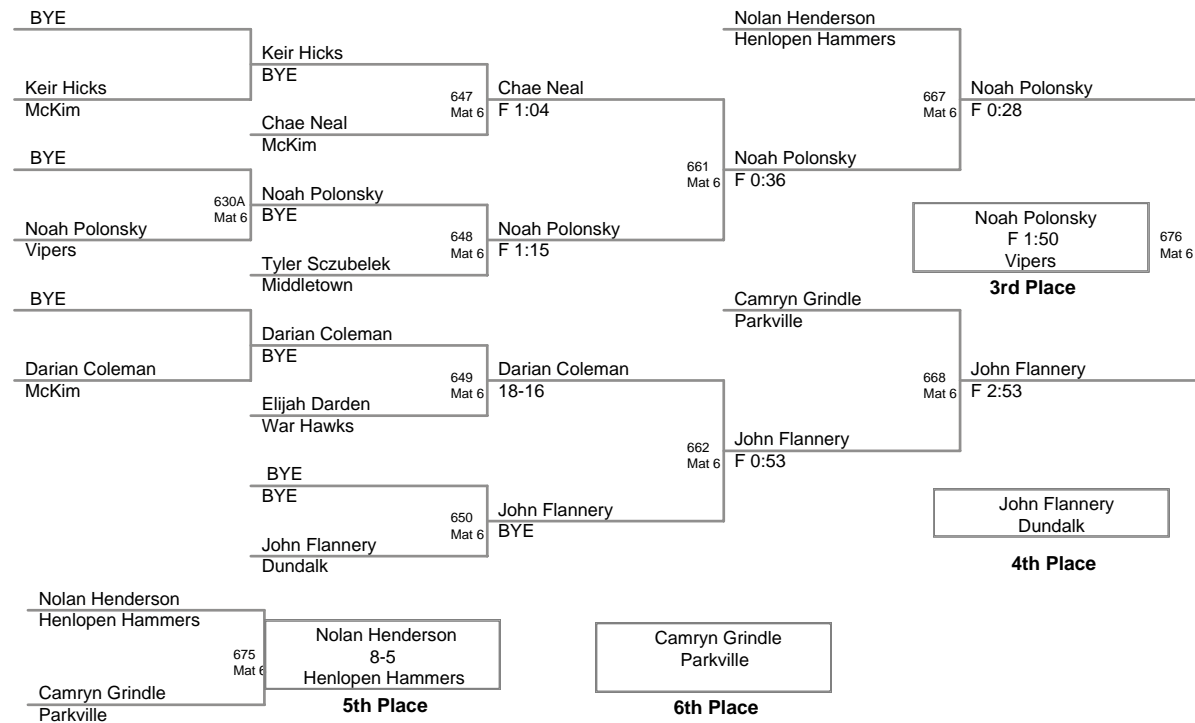 BYE
Keir Hicks
McKim
BYE
Noah Polonsky
Vipers
BYE
Darian Coleman
McKim
630A
Mat 6
Keir Hicks
BYE
Chae Neal
McKim
Noah Polonsky
BYE
Tyler Sczubelek
Middletown
Darian Coleman
BYE
Elijah Darden
War Hawks
BYE
BYE
John Flannery
Dundalk
647
Mat 6
648
Mat 6
649
Mat 6
650
Mat 6
Chae Neal
F 1:04
Noah Polonsky
F 1:15
Darian Coleman
18-16
John Flannery
BYE
661
Mat 6
662
Mat 6
Nolan Henderson
Henlopen Hammers
Noah Polonsky
F 0:36
Camryn Grindle
Parkville
John Flannery
F 0:53
667
Mat 6
668
Mat 6
Noah Polonsky
F 0:28
John Flannery
F 2:53
Noah Polonsky
F 1:50
Vipers
676
Mat 6
3rd Place
John Flannery
Dundalk
4th Place
Nolan Henderson
Henlopen Hammers
Camryn Grindle
Parkville
675
Mat 6
Nolan Henderson
8-5
Henlopen Hammers
5th Place
Camryn Grindle
Parkville
6th Place